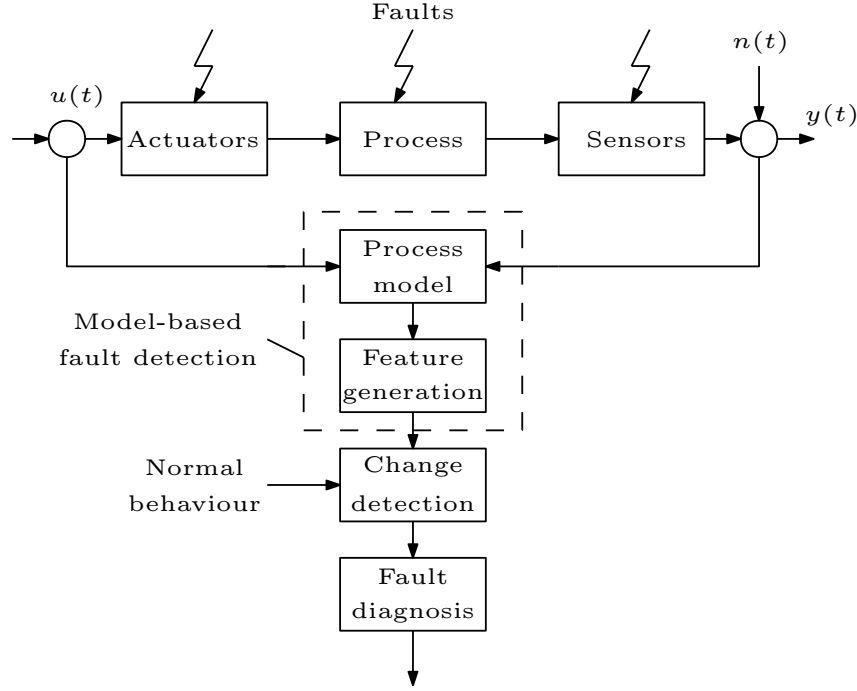 Faults
n(t)
u(t)
y(t)
Actuators
Process
Sensors
Process
model
Model-based
fault detection
Feature
generation
Normal
behaviour
Change
detection
Fault
diagnosis